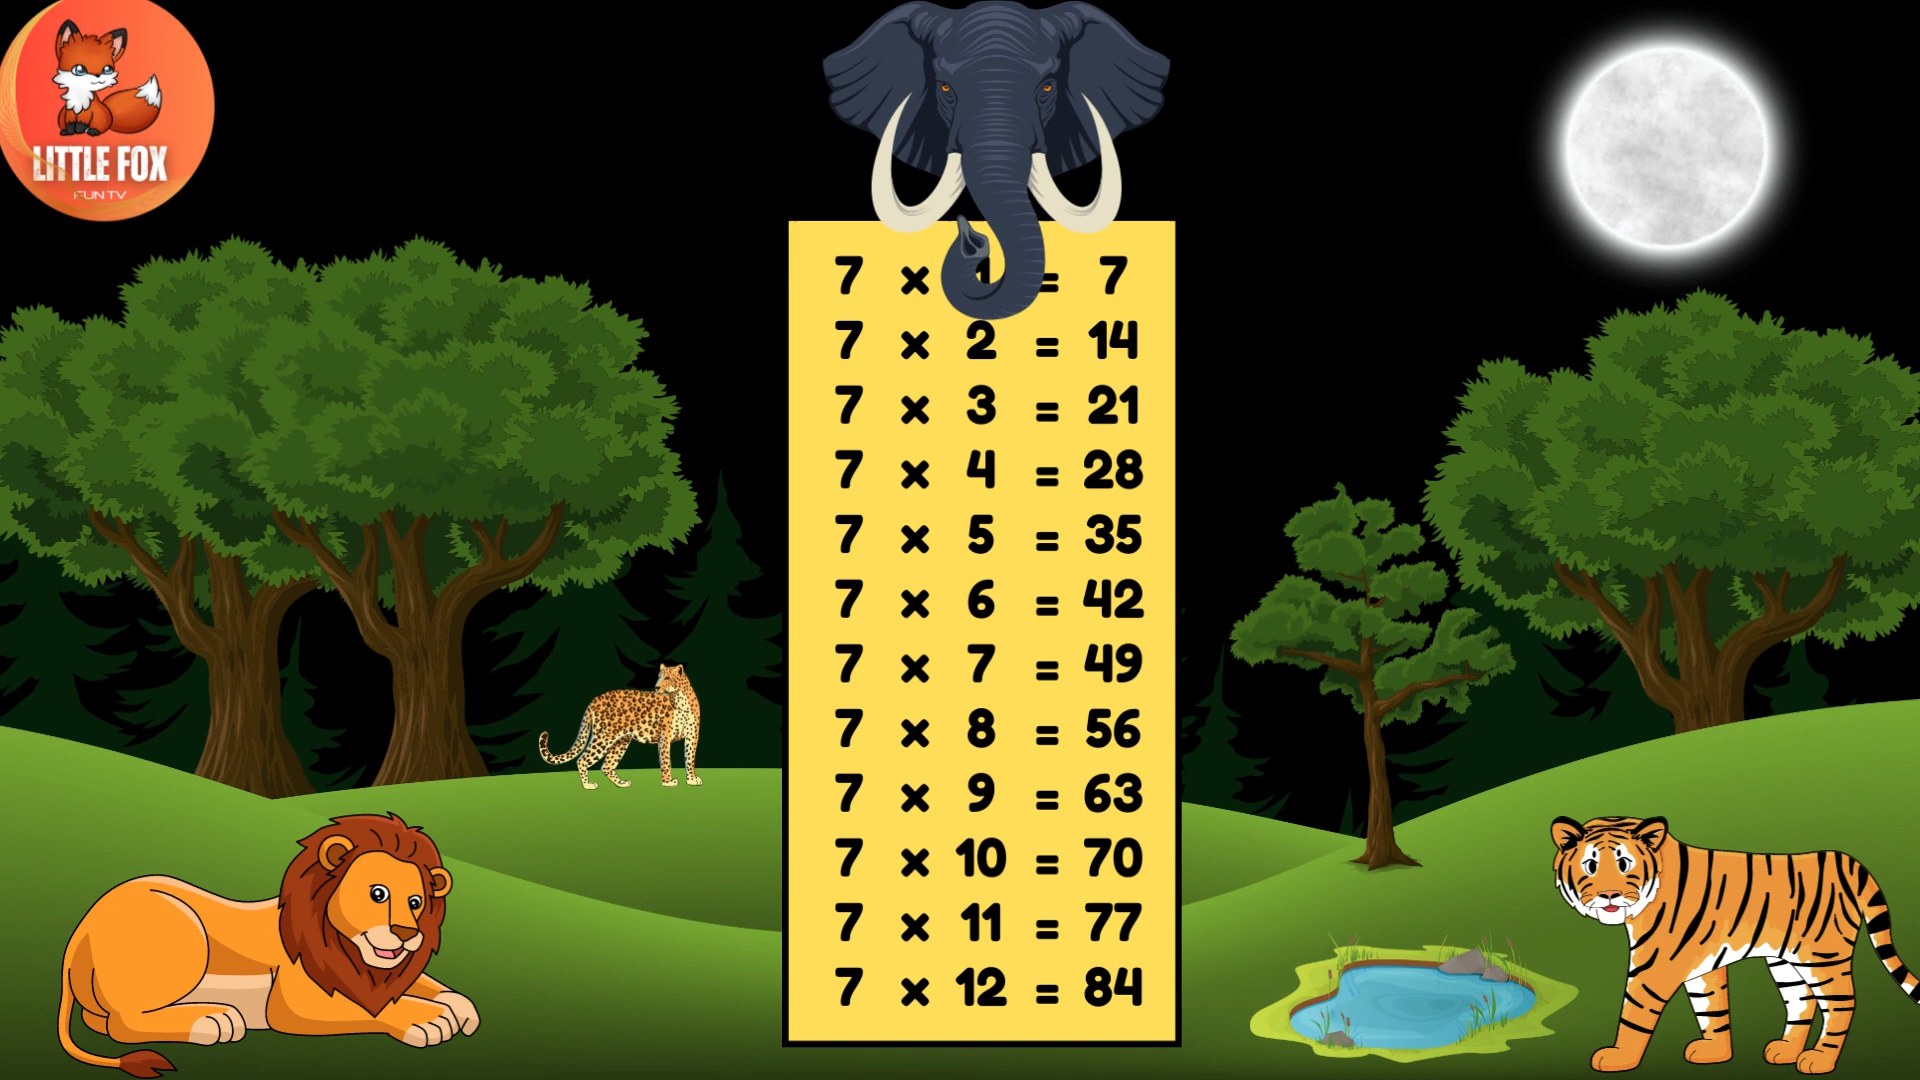 LITTLE FOX
FUN TV
7 × 1 = 7
7 × 2 = 14
7 × 3 = 21
7 × 4 = 28
7 × 5 = 35
7 × 6 = 42
7 × 7 = 49
7 × 8 = 56
7 × 9 = 63
7 × 10 = 70
7 × 11 = 77
7 × 12 = 84